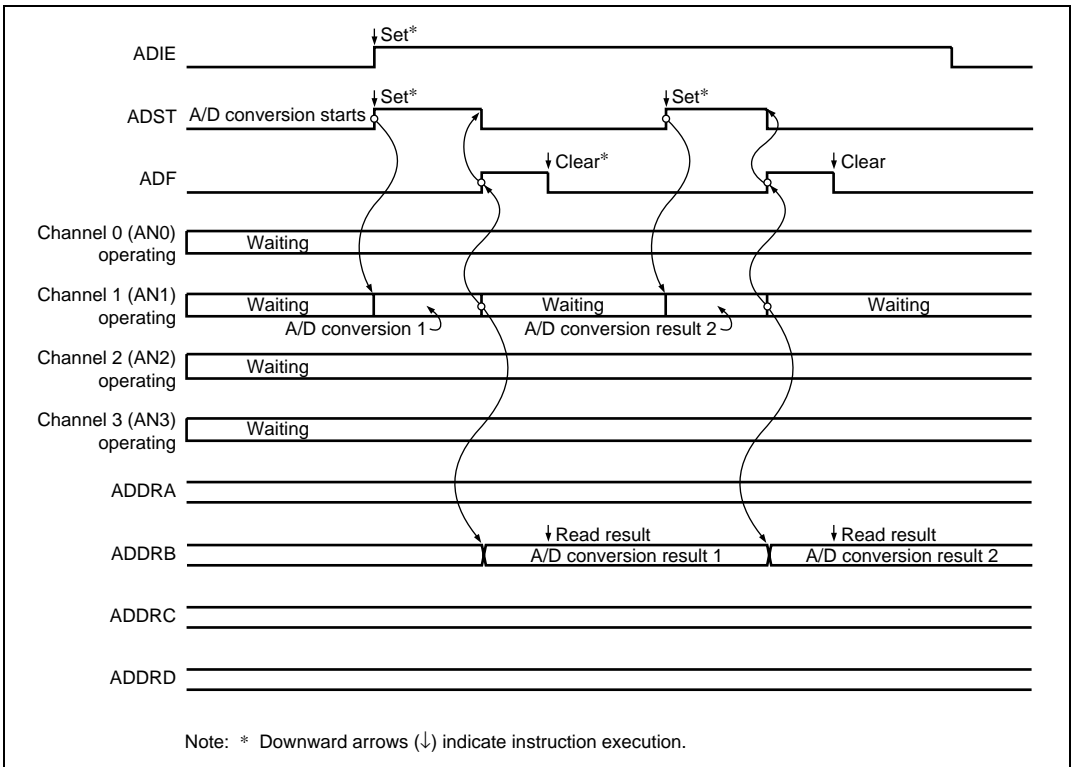 ↓Set*
ADIE
↓Set* ↓Set*
ADST A/D conversion starts
↓Clear* ↓Clear
ADF
Channel 0 (AN0)
operating
Waiting
Channel 1 (AN1)
operating
Waiting Waiting Waiting
A/D conversion 1 A/D conversion result 2
Channel 2 (AN2)
operating
Waiting
Channel 3 (AN3)
operating
Waiting
ADDRA
↓Read result ↓Read result
ADDRB
A/D conversion result 1 A/D conversion result 2
ADDRC
ADDRD
Note: * Downward arrows (↓) indicate instruction execution.